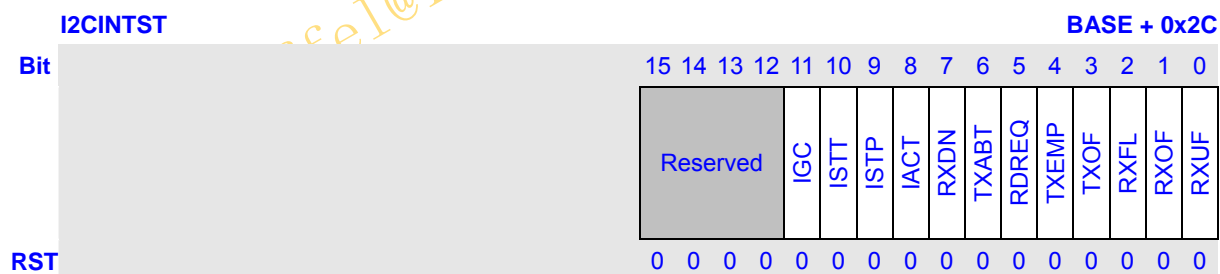 I2CINTST BASE + 0x2C
Bit 15 14 13 12 11 10 9 8 7 6 5 4 3 2 1 0
Reserved IGC ISTT ISTP IACT RXDN TXABT RDREQ TXEMP TXOF RXFL RXOF RXUF
RST 0 0 0 0 0 0 0 0 0 0 0 0 0 0 0 0